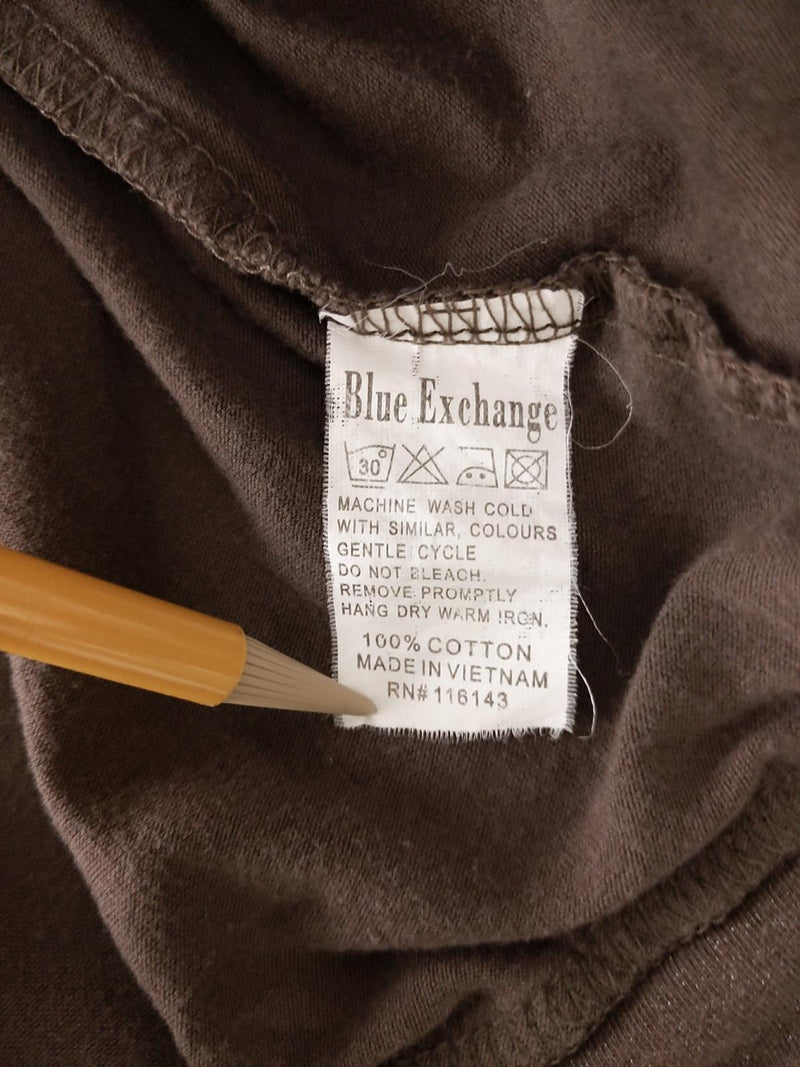 Blue Exchange
30°
MACHINE WASH COLD
WITH SIMILAR, COLOURS
GENTLE CYCLE
DO NOT BLEACH.
REMOVE PROMPTLY
HANG DRY WARM IRON.
100% COTTON
MADE IN VIETNAM
RN# 116143